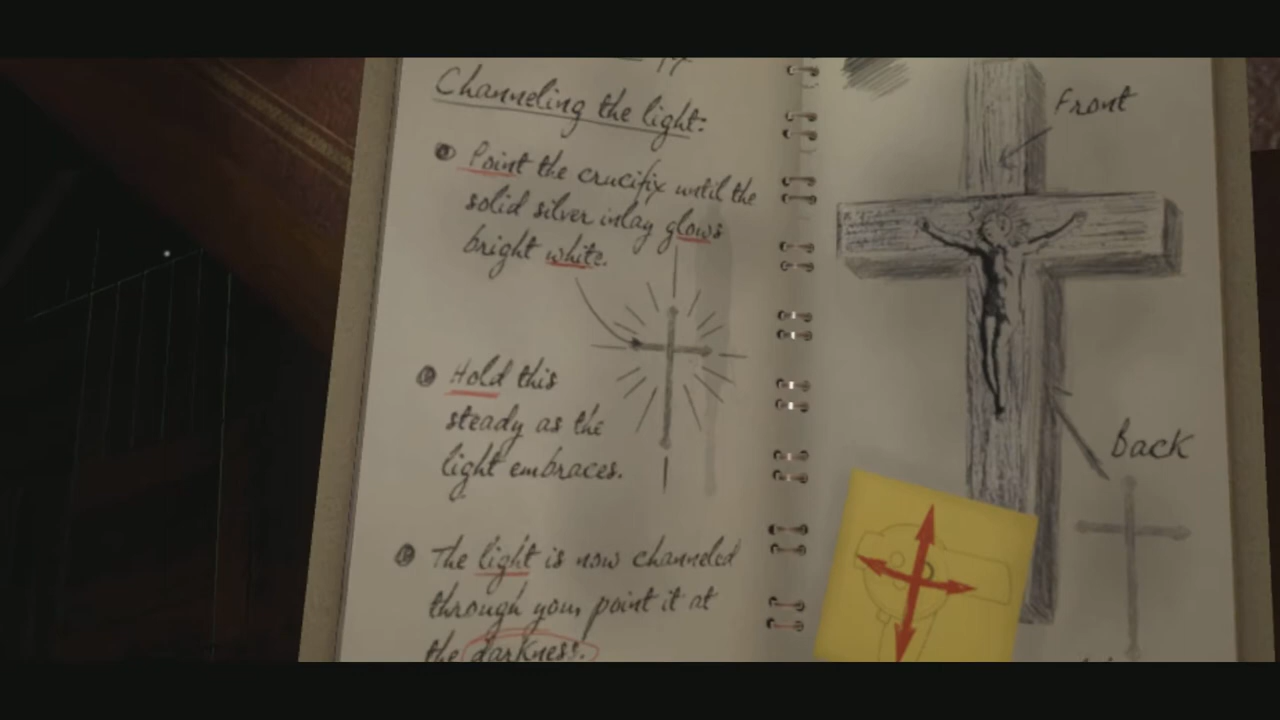 Channeling the light:
Point the crucifix until the
solid silver inlay glows
bright white.
Hold this
steady as the
light embraces.
The light is now channeled
through you, point it at
the darkness.
Front
Back